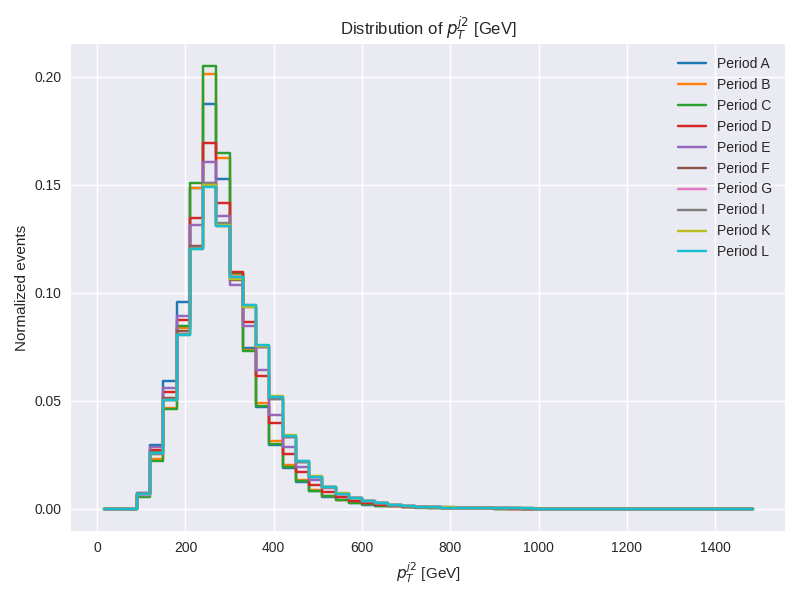 Distribution of $p_T^{j2}$ [GeV]
Normalized events
0.20
0.15
0.10
0.05
0.00
0
200
400
600
800
1000
1200
1400
$p_T^{j2}$ [GeV]
Period A
Period B
Period C
Period D
Period E
Period F
Period G
Period I
Period K
Period L